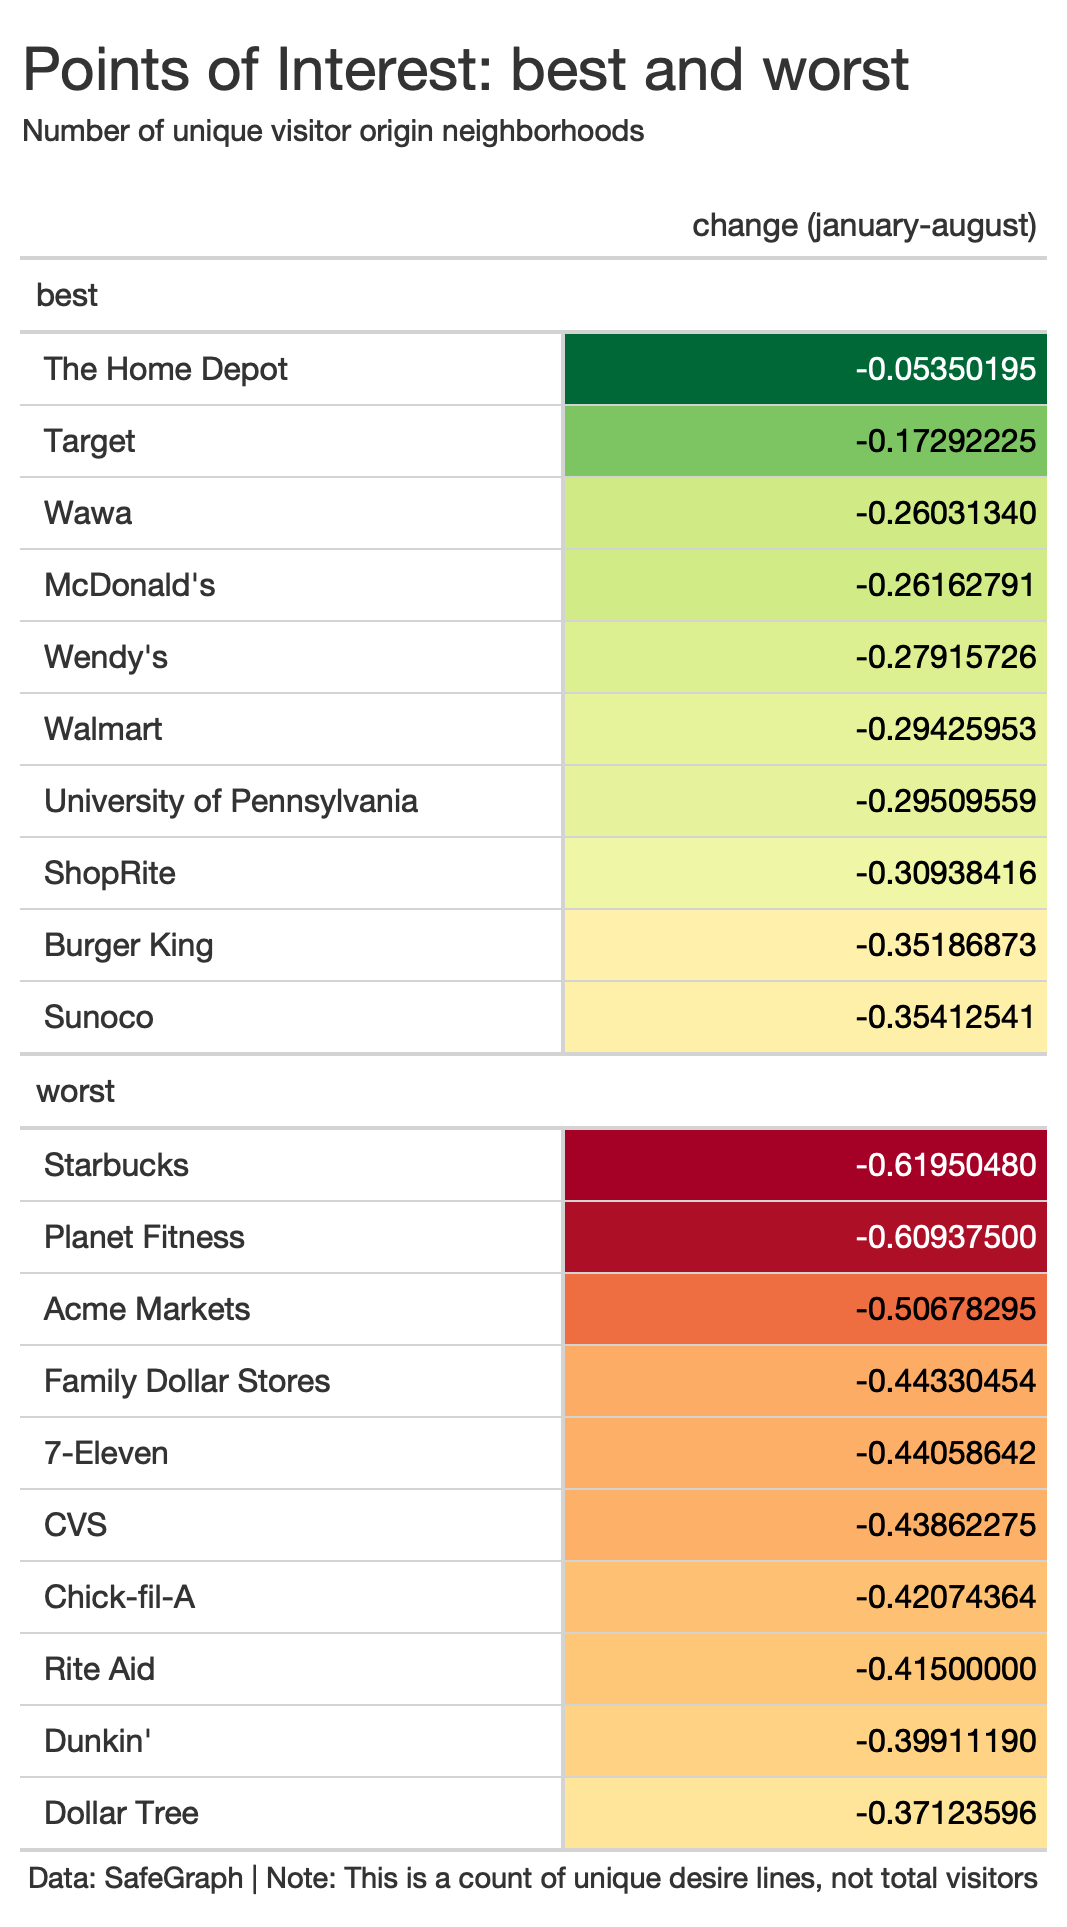 Points of Interest: best and worst
Number of unique visitor origin neighborhoods
change (january-august)
best
The Home Depot -0.05350195
Target -0.17292225
Wawa -0.26031340
McDonald's -0.26162791
Wendy's -0.27915726
Walmart -0.29425953
University of Pennsylvania -0.29509559
ShopRite -0.30938416
Burger King -0.35186873
Sunoco -0.35412541
worst
Starbucks -0.61950480
Planet Fitness -0.60937500
Acme Markets -0.50678295
Family Dollar Stores -0.44330454
7-Eleven -0.44058642
CVS -0.43862275
Chick-fil-A -0.42074364
Rite Aid -0.41500000
Dunkin' -0.39911190
Dollar Tree -0.37123596
Data: SafeGraph | Note: This is a count of unique desire lines, not total visitors